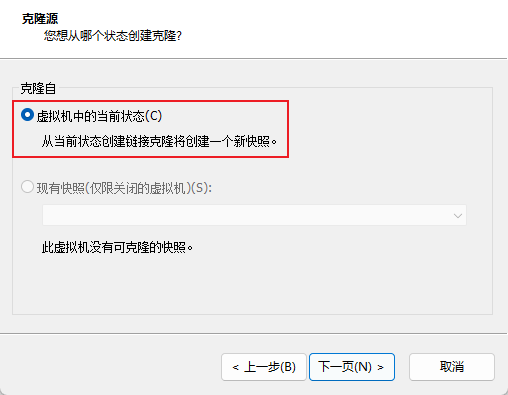 克隆源
您想从哪个状态创建克隆?
克隆自
虚拟机中的当前状态(C)
从当前状态创建链接克隆将创建一个新快照。
现有快照(仅限关闭的虚拟机)(S):
此虚拟机没有可克隆的快照。
< 上一步(B) 下一页(N) > 取消